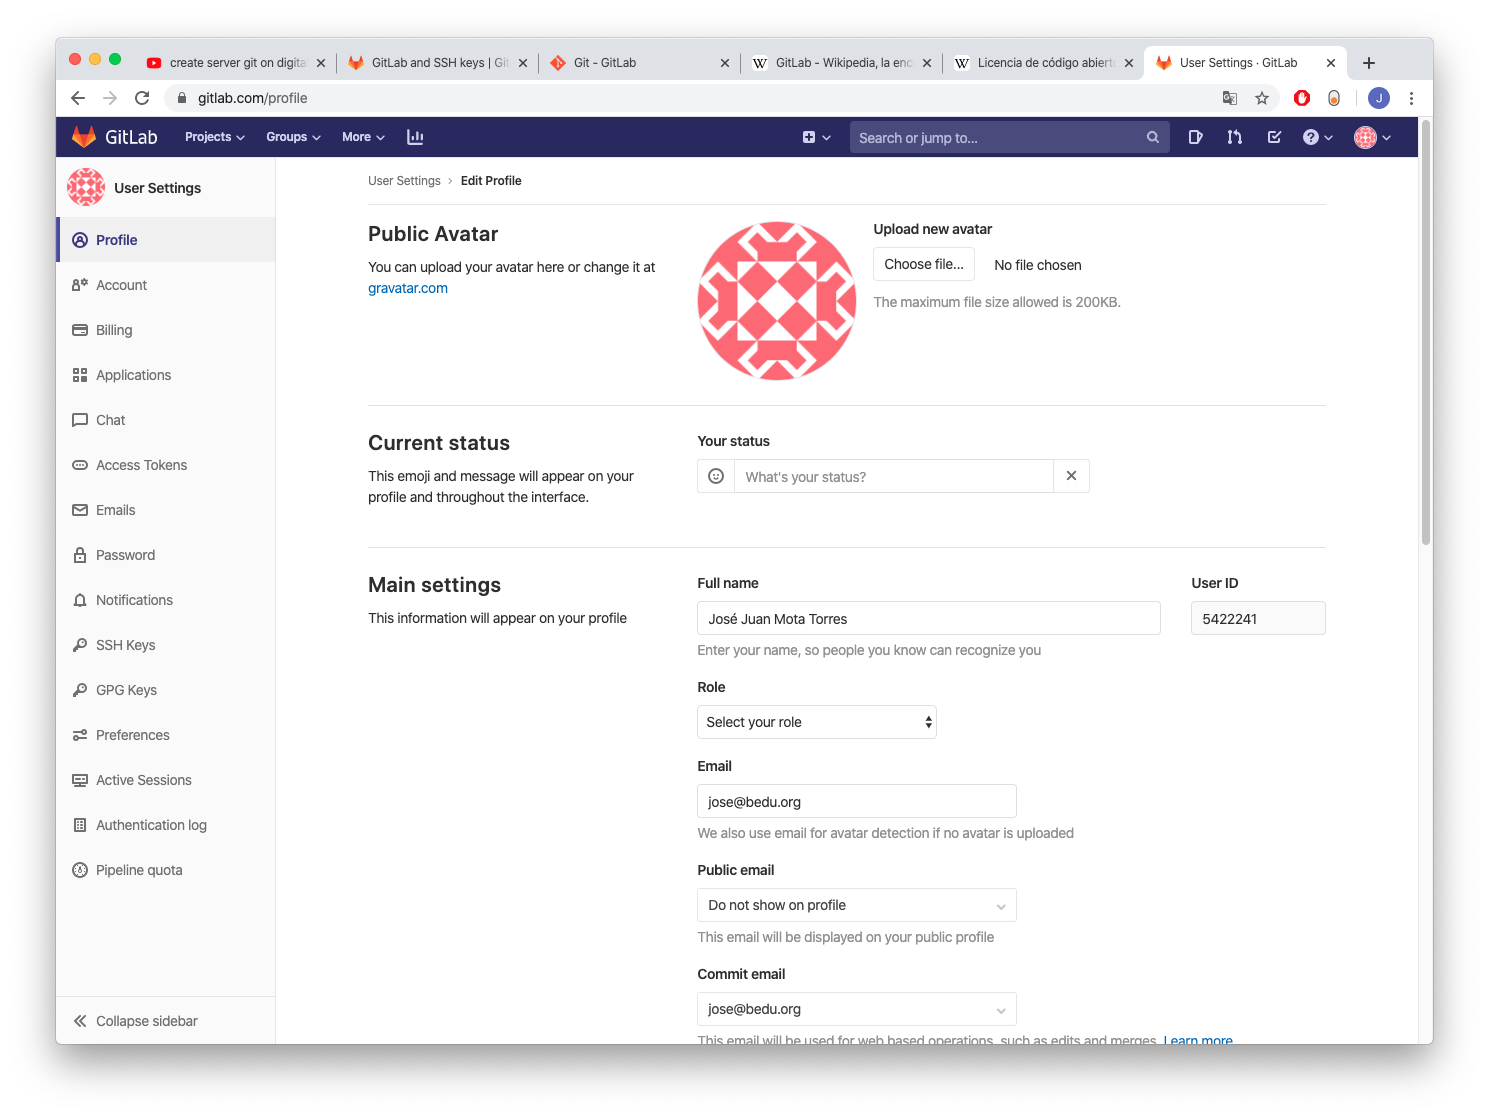 create server git on digita
GitLab and SSH keys | Git
Git - GitLab
GitLab - Wikipedia, la enc
Licencia de código abiert
User Settings · GitLab
gitlab.com/profile
J
GitLab
Projects
Groups
More
Search or jump to...
User Settings
Profile
Account
Billing
Applications
Chat
Access Tokens
Emails
Password
Notifications
SSH Keys
GPG Keys
Preferences
Active Sessions
Authentication log
Pipeline quota
Collapse sidebar
User Settings › Edit Profile
Public Avatar
You can upload your avatar here or change it at
gravatar.com
Upload new avatar
Choose file... No file chosen
The maximum file size allowed is 200KB.
Current status
This emoji and message will appear on your
profile and throughout the interface.
Your status
What's your status?
Main settings
This information will appear on your profile
Full name
José Juan Mota Torres
Enter your name, so people you know can recognize you
User ID
5422241
Role
Select your role
Email
jose@bedu.org
We also use email for avatar detection if no avatar is uploaded
Public email
Do not show on profile
This email will be displayed on your public profile
Commit email
jose@bedu.org
This email will be used for web based operations, such as edits and merges. Learn more